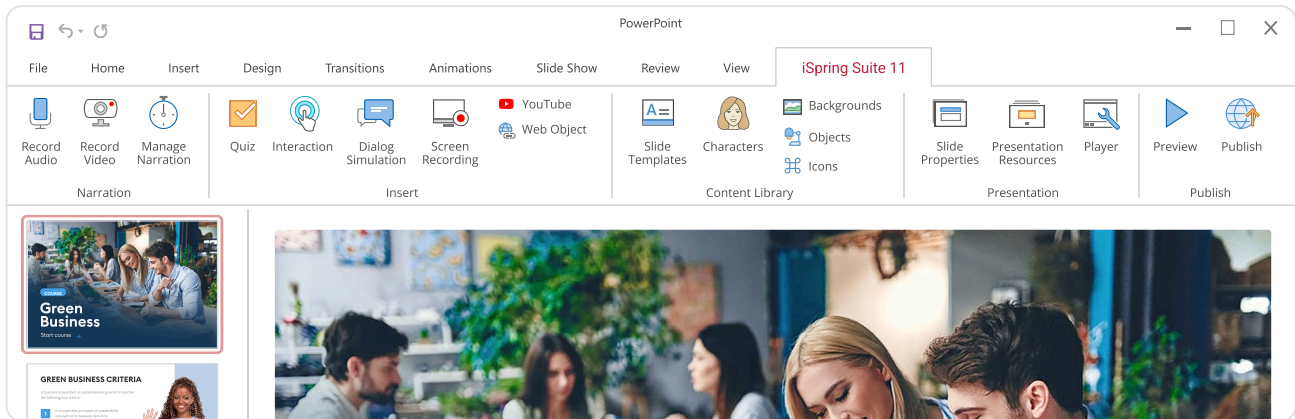 PowerPoint
File Home Insert Design Transitions Animations Slide Show Review View iSpring Suite 11
Record Audio
Record Video
Manage Narration
Narration
Quiz
Interaction
Dialog Simulation
Screen Recording
YouTube
Web Object
Insert
Slide Templates
Characters
Backgrounds
Objects
Icons
Content Library
Slide Properties
Presentation Resources
Player
Presentation
Preview
Publish
Publish
COURSE
Green
Business
Start course
GREEN BUSINESS CRITERIA
1